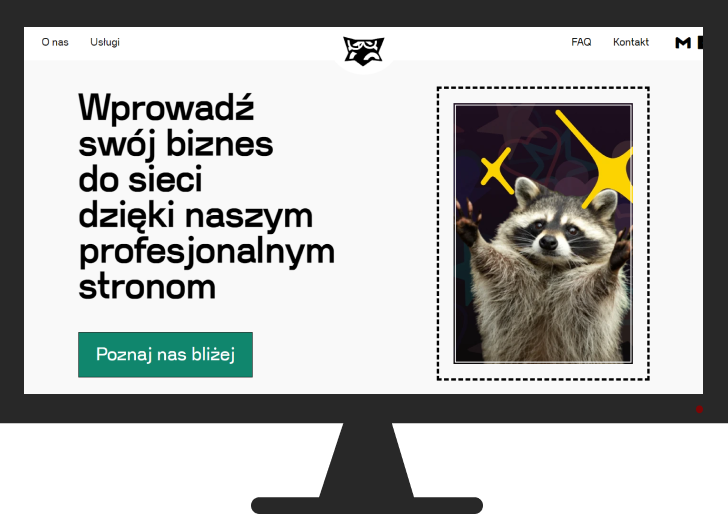 O nas Usługi FAQ Kontakt
Wprowadź
swój biznes
do sieci
dzięki naszym
profesjonalnym
stronom
Poznaj nas bliżej